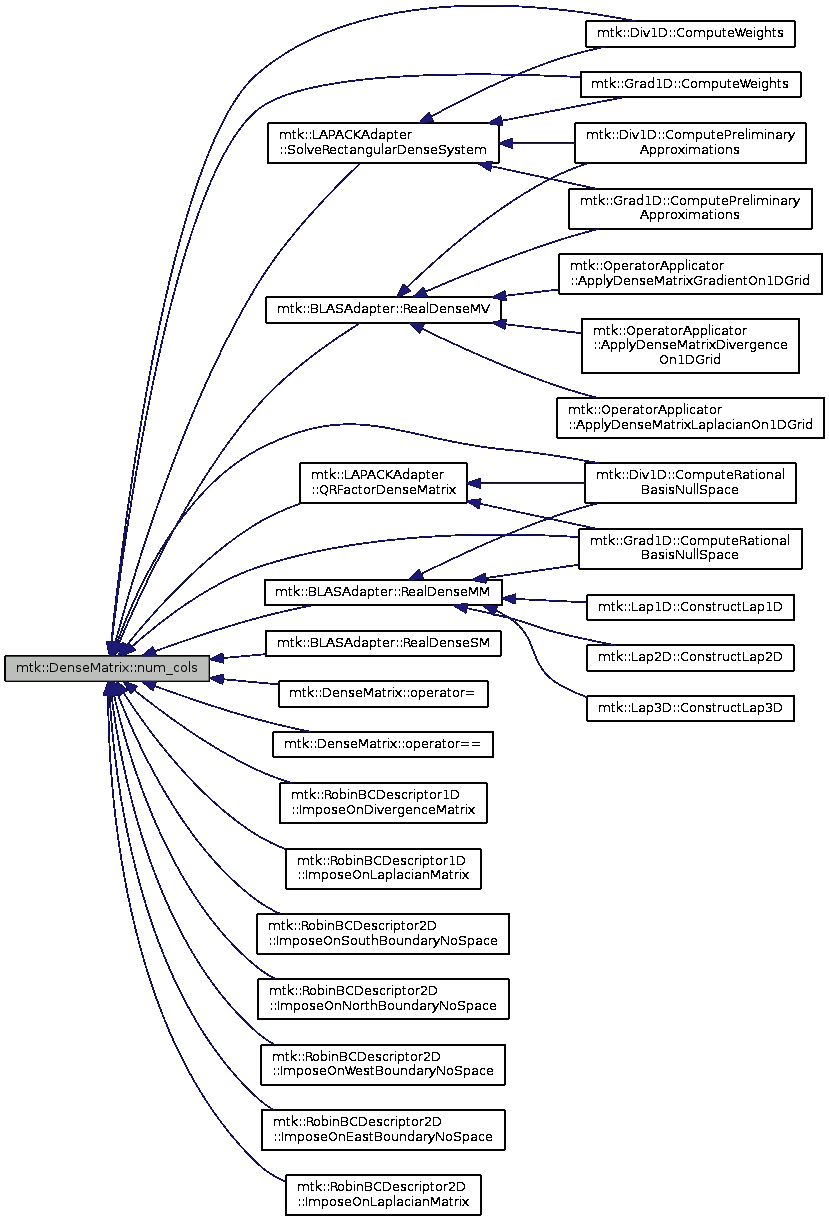 mtk::Div1D::ComputeWeights
mtk::Grad1D::ComputeWeights
mtk::LAPACKAdapter
::SolveRectangularDenseSystem
mtk::Div1D::ComputePreliminary
Approximations
mtk::Grad1D::ComputePreliminary
Approximations
mtk::OperatorApplicator
::ApplyDenseMatrixGradientOn1DGrid
mtk::BLASAdapter::RealDenseMV
mtk::OperatorApplicator
::ApplyDenseMatrixDivergence
On1DGrid
mtk::OperatorApplicator
::ApplyDenseMatrixLaplacianOn1DGrid
mtk::LAPACKAdapter
::QRFactorDenseMatrix
mtk::Div1D::ComputeRational
BasisNullSpace
mtk::Grad1D::ComputeRational
BasisNullSpace
mtk::BLASAdapter::RealDenseMM
mtk::Lap1D::ConstructLap1D
mtk::BLASAdapter::RealDenseSM
mtk::Lap2D::ConstructLap2D
mtk::DenseMatrix::num_cols
mtk::DenseMatrix::operator=
mtk::Lap3D::ConstructLap3D
mtk::DenseMatrix::operator==
mtk::RobinBCDescriptor1D
::ImposeOnDivergenceMatrix
mtk::RobinBCDescriptor1D
::ImposeOnLaplacianMatrix
mtk::RobinBCDescriptor2D
::ImposeOnSouthBoundaryNoSpace
mtk::RobinBCDescriptor2D
::ImposeOnNorthBoundaryNoSpace
mtk::RobinBCDescriptor2D
::ImposeOnWestBoundaryNoSpace
mtk::RobinBCDescriptor2D
::ImposeOnEastBoundaryNoSpace
mtk::RobinBCDescriptor2D
::ImposeOnLaplacianMatrix